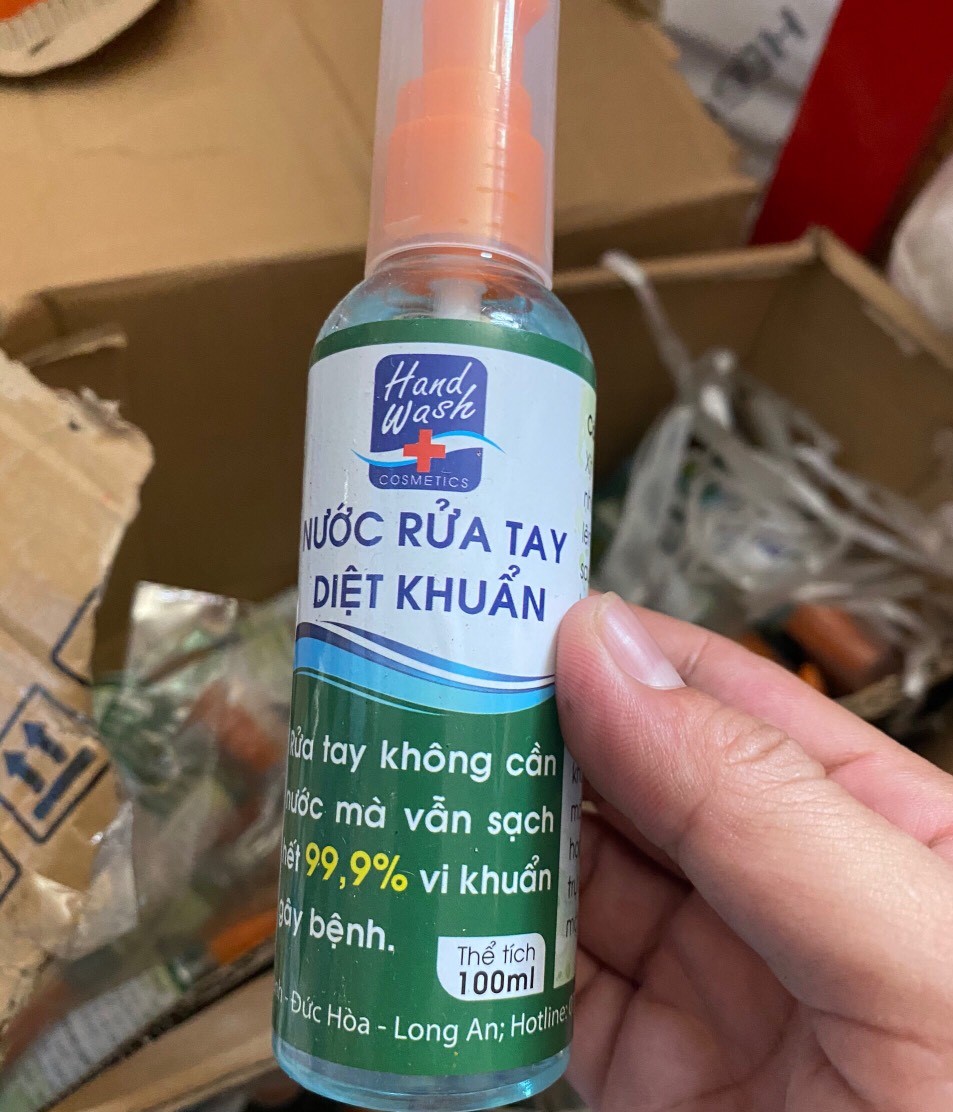 Hand
Wash
COSMETICS
NƯỚC RỬA TAY
DIỆT KHUẨN
Rửa tay không cần
nước mà vẫn sạch
hết 99,9% vi khuẩn
gây bệnh.
Thể tích
100ml
- Đức Hòa - Long An; Hotline: